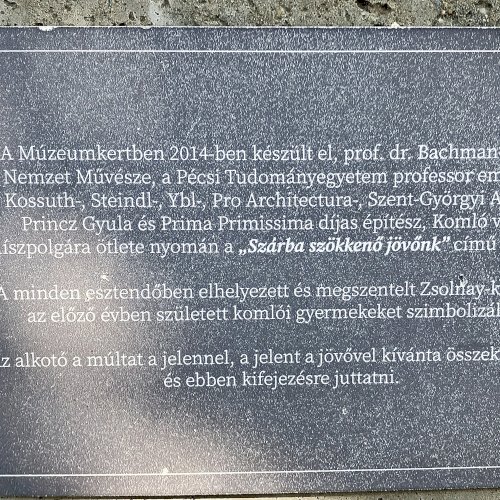 A Múzeumkertben 2014-ben készült el, prof. dr. Bachman
Nemzet Művésze, a Pécsi Tudományegyetem professor em
Kossuth-, Steindl-, Ybl-, Pro Architectura-, Szent-Györgyi A
Princz Gyula és Prima Primissima díjas építész, Komló v
íszpolgára ötlete nyomán a „Szárba szökkenő jövőnk” című
A minden esztendőben elhelyezett és megszentelt Zsolnay-k
az előző évben született komlói gyermekeket szimbolizál
z alkotó a múltat a jelennel, a jelent a jövővel kívánta összek
és ebben kifejezésre juttatni.